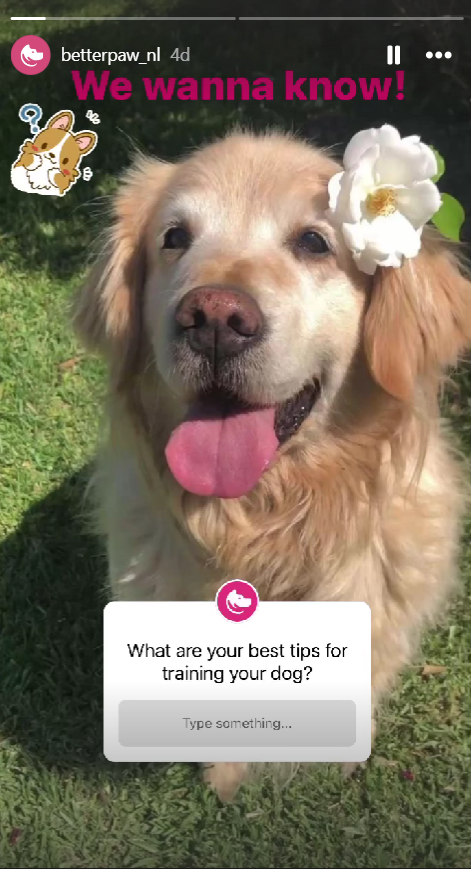 betterpaw_nl 4d
We wanna know!
What are your best tips for
training your dog?
Type something...